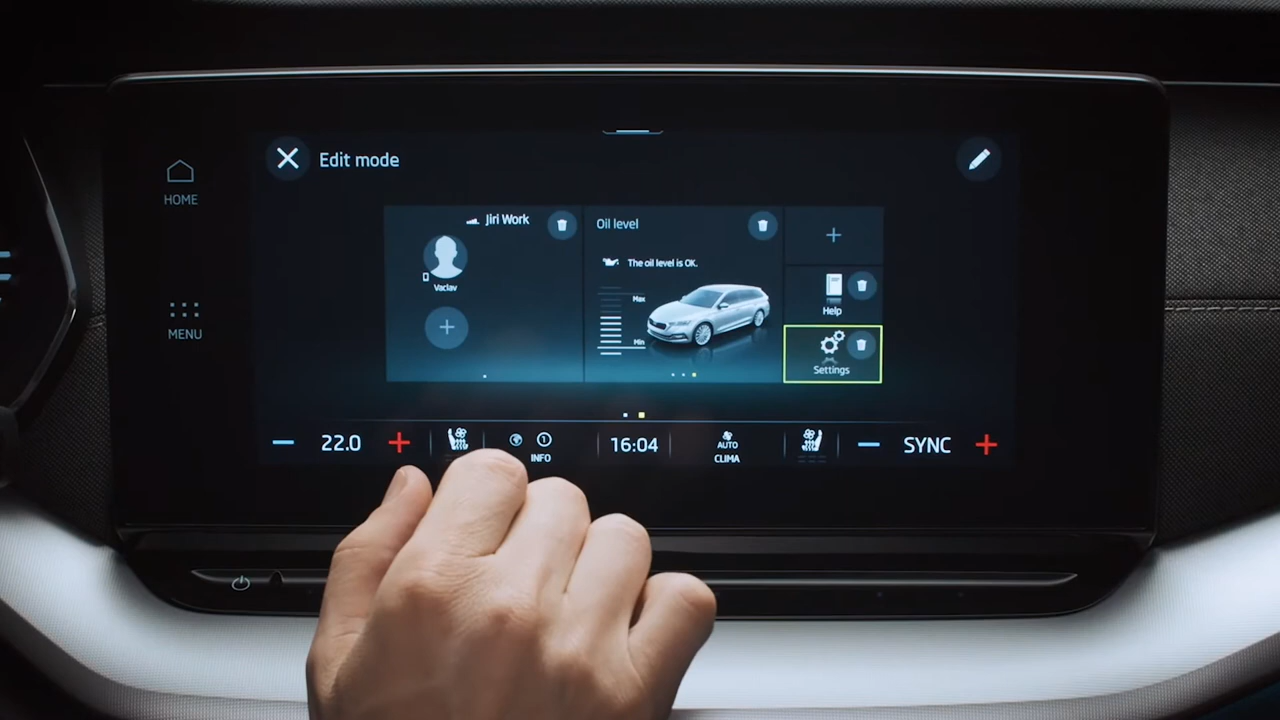 Edit mode
HOME
MENU
Jiri Work
Vaclav
Oil level
The oil level is OK.
Max
Min
Help
Settings
22.0
1
INFO
16:04
AUTO
CLIMA
SYNC